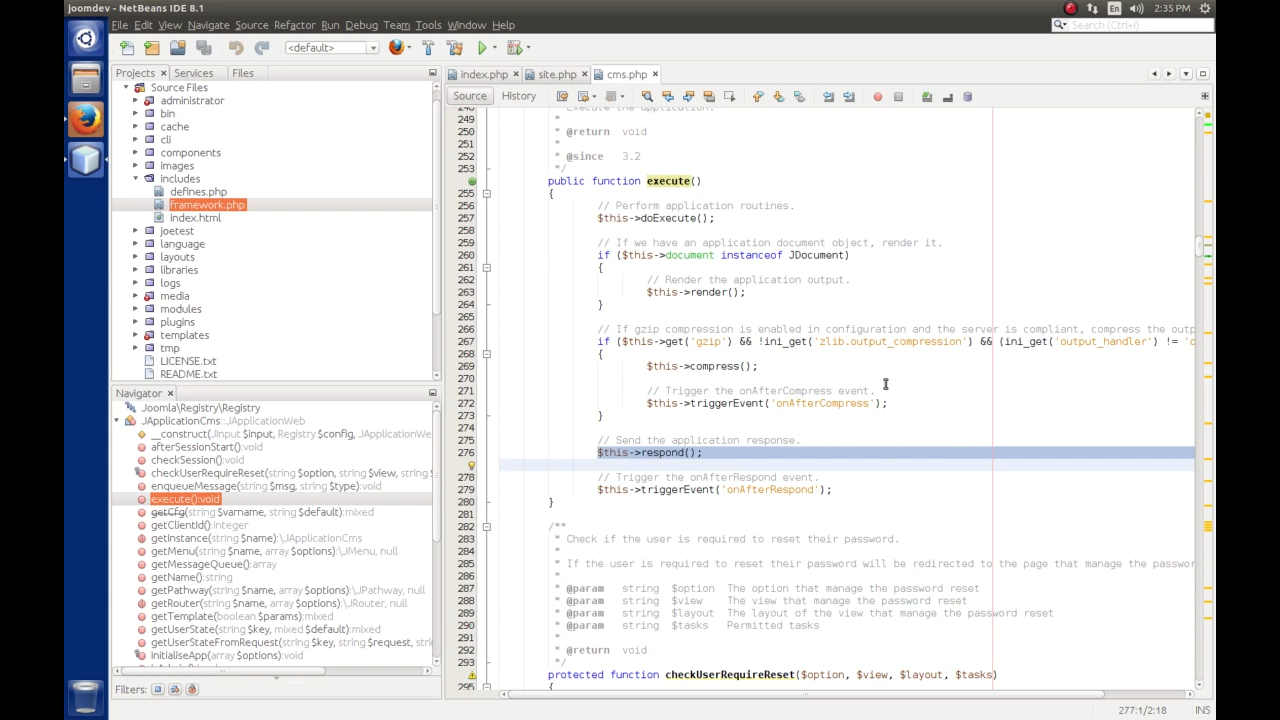 joomdev - NetBeans IDE 8.1
En
2:35 PM
File Edit View Navigate Source Refactor Run Debug Team Tools Window Help
Search (Ctrl+I)
<default>
Projects × Services Files
index.php × site.php × cms.php ×
Source History
Source Files
administrator
bin
cache
cli
components
images
includes
defines.php
framework.php
index.html
joetest
language
layouts
libraries
logs
media
modules
plugins
templates
tmp
LICENSE.txt
README.txt
Navigator ×
Joomla\Registry\Registry
JApplicationCms::JApplicationWeb
__construct(JInput $input, Registry $config, JApplicationWeb
afterSessionStart():void
checkSession():void
checkUserRequireReset(string $option, string $view, string $
enqueueMessage(string $msg, string $type):void
execute():void
getCfg(string $varname, string $default):mixed
getClientId():integer
getInstance(string $name):\JApplicationCms
getMenu(string $name, array $options):\JMenu, null
getMessageQueue():array
getName():string
getPathway(string $name, array $options):\JPathway, null
getRouter(string $name, array $options):\JRouter, null
getTemplate(boolean $params):mixed
getUserState(string $key, mixed $default):mixed
getUserStateFromRequest(string $key, string $request,
initialiseApp(array $options):void
Filters:
248 * Execute the application.
249 *
250 * @return void
251 *
252 * @since 3.2
253 */
public function execute()
255 {
256 // Perform application routines.
257 $this->doExecute();
258
259 // If we have an application document object, render it.
260 if ($this->document instanceof JDocument)
261 {
262 // Render the application output.
263 $this->render();
264 }
265
266 // If gzip compression is enabled in configuration and the server is compliant, compress the outp
267 if ($this->get('gzip') && !ini_get('zlib.output_compression') && (ini_get('output_handler') != 'o
268 {
269 $this->compress();
270
271 // Trigger the onAfterCompress event.
272 $this->triggerEvent('onAfterCompress');
273 }
274
275 // Send the application response.
276 $this->respond();
278 // Trigger the onAfterRespond event.
279 $this->triggerEvent('onAfterRespond');
280 }
281
282 /**
283 * Check if the user is required to reset their password.
284 *
285 * If the user is required to reset their password will be redirected to the page that manage the passwor
286 *
287 * @param string $option The option that manage the password reset
288 * @param string $view The view that manage the password reset
289 * @param string $layout The layout of the view that manage the password reset
290 * @param string $tasks Permitted tasks
291 *
292 * @return void
293 */
protected function checkUserRequireReset($option, $view, $layout, $tasks)
295 {
277:1/2:18 INS